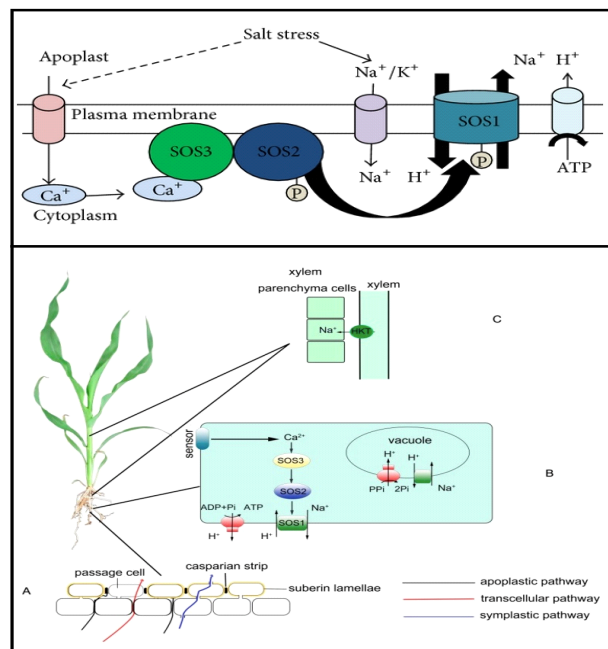 Salt stress
Apoplast
Na⁺/K⁺
Na⁺ H⁺
Plasma membrane
SOS3
SOS2
SOS1
P
P
Ca⁺
Ca⁺
Na⁺
H⁺
ATP
Cytoplasm
xylem
parenchyma cells
xylem
Na⁺
HKT
C
sensor
Ca²⁺
SOS3
SOS2
SOS1
vacuole
H⁺
H⁺
PPi
2Pi
Na⁺
B
ADP+Pi
ATP
H⁺
H⁺
Na⁺
passage cell
casparian strip
suberin lamellae
A
apoplastic pathway
transcellular pathway
symplastic pathway